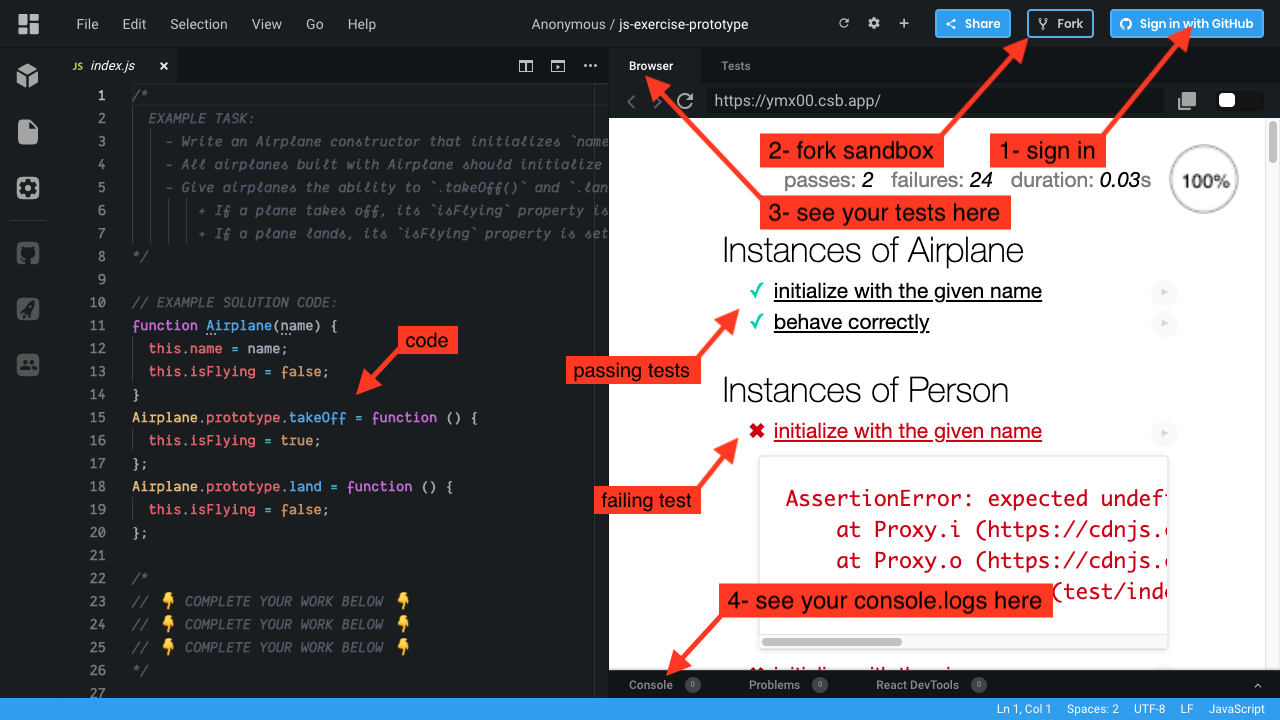 File Edit Selection View Go Help
Anonymous / js-exercise-prototype
Share
Fork
Sign in with GitHub
JS index.js
Browser
Tests
https://ymx00.csb.app/
1 /*
2 EXAMPLE TASK:
3 - Write an Airplane constructor that initializes `name
4 - All airplanes built with Airplane should initialize
5 - Give airplanes the ability to `.takeOff()` and `.lan
6 + If a plane takes off, its `isFlying` property is
7 + If a plane lands, its `isFlying` property is set
8 */
9
10 // EXAMPLE SOLUTION CODE:
11 function Airplane(name) {
12 this.name = name;
13 this.isFlying = false;
14 }
15 Airplane.prototype.takeOff = function () {
16 this.isFlying = true;
17 };
18 Airplane.prototype.land = function () {
19 this.isFlying = false;
20 };
21
22 /*
23 // 👇 COMPLETE YOUR WORK BELOW 👇
24 // 👇 COMPLETE YOUR WORK BELOW 👇
25 // 👇 COMPLETE YOUR WORK BELOW 👇
26 */
27
code
2- fork sandbox
1- sign in
passes: 2 failures: 24 duration: 0.03s
100%
3- see your tests here
Instances of Airplane
✓ initialize with the given name
✓ behave correctly
passing tests
Instances of Person
✖ initialize with the given name
failing test
AssertionError: expected undef
at Proxy.i (https://cdnjs.
at Proxy.o (https://cdnjs.
(test/inde
4- see your console.logs here
Console 0
Problems 0
React DevTools 0
Ln 1, Col 1 Spaces: 2 UTF-8 LF JavaScript